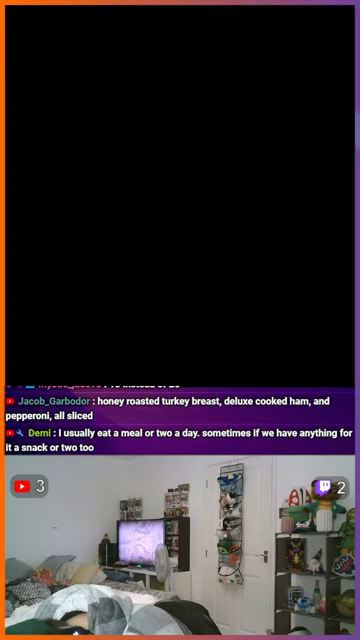 Jacob_Garbodor : honey roasted turkey breast, deluxe cooked ham, and
pepperoni, all sliced
Demi : I usually eat a meal or two a day. sometimes if we have anything for
it a snack or two too
3
2